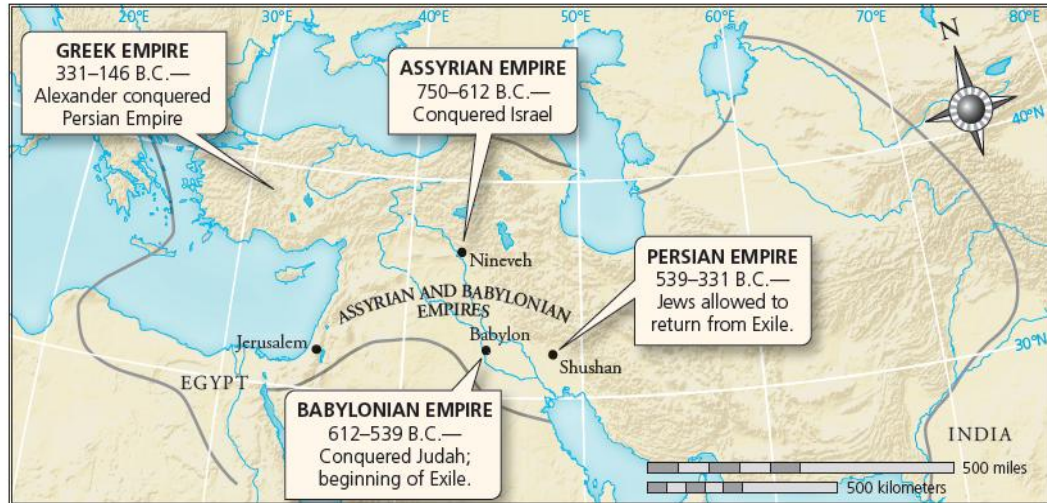 20°E
30°E
40°E
50°E
60°E
70°E
80°E
GREEK EMPIRE
331–146 B.C.—
Alexander conquered
Persian Empire
ASSYRIAN EMPIRE
750–612 B.C.—
Conquered Israel
N
40°N
Nineveh
PERSIAN EMPIRE
539–331 B.C.—
Jews allowed to
return from Exile.
ASSYRIAN AND BABYLONIAN
EMPIRES
Jerusalem
Babylon
Shushan
30°N
EGYPT
BABYLONIAN EMPIRE
612–539 B.C.—
Conquered Judah;
beginning of Exile.
INDIA
500 miles
500 kilometers